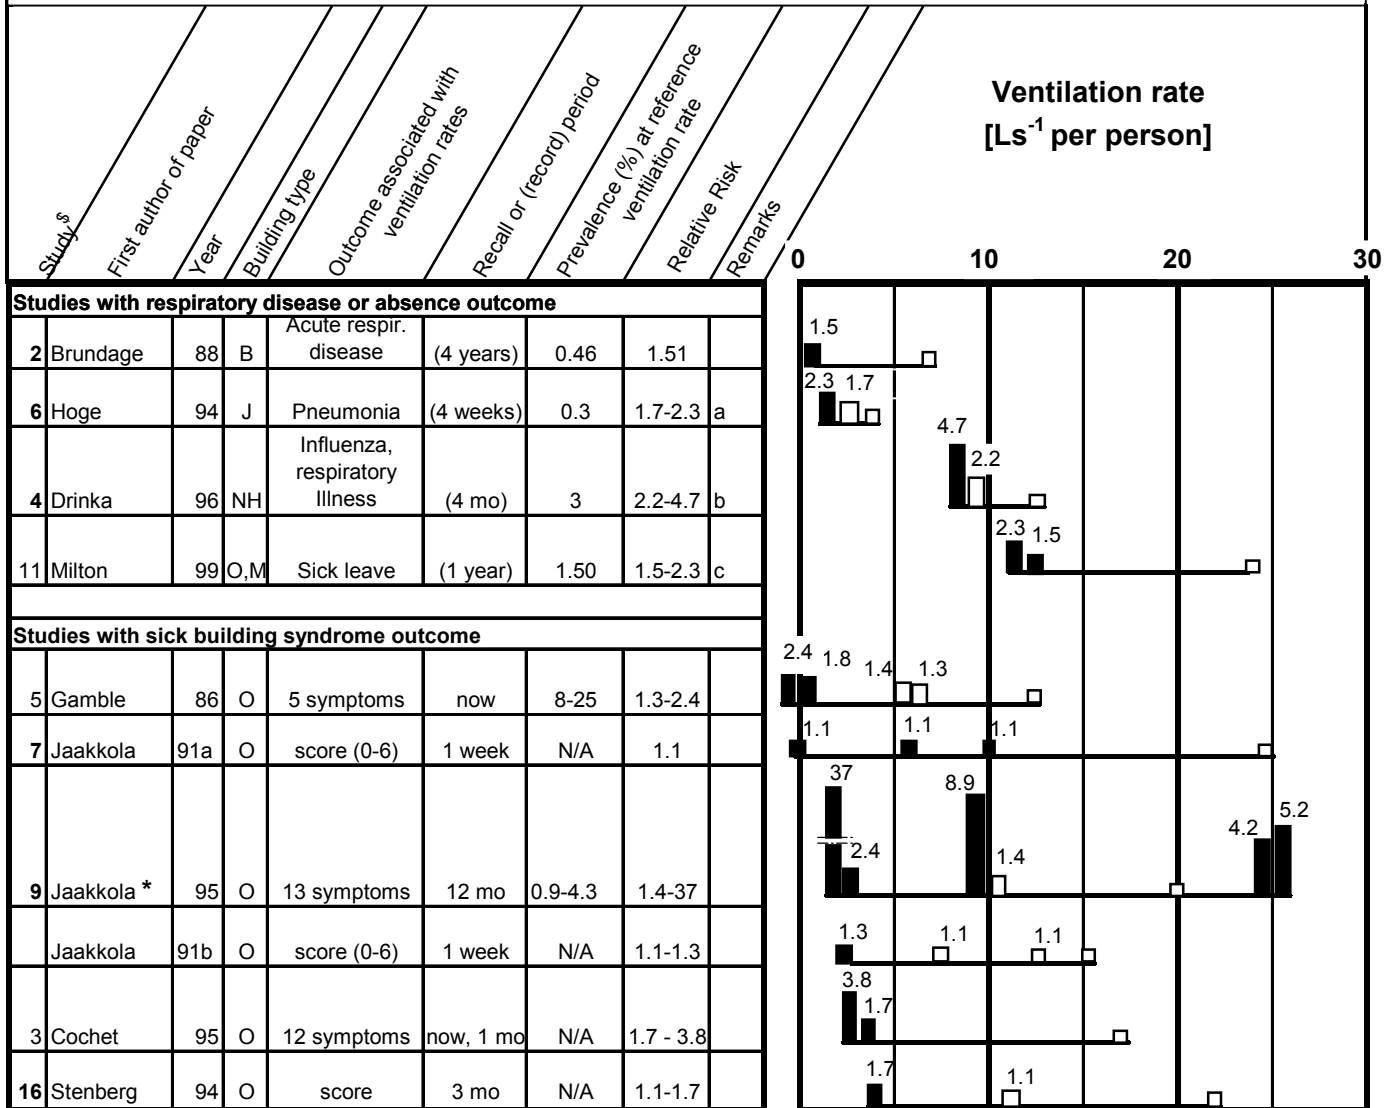 Study $
First author of paper
Year
Building type
Outcome associated with
ventilation rates
Recall or (record) period
Prevalence (%) at reference
ventilation rate
Relative Risk
Remarks
Ventilation rate
[Ls-1 per person]
0 10 20 30
Studies with respiratory disease or absence outcome
2 Brundage 88 B Acute respir.
disease (4 years) 0.46 1.51
1.5
6 Hoge 94 J Pneumonia (4 weeks) 0.3 1.7-2.3 a
2.3 1.7
4 Drinka 96 NH Influenza,
respiratory
Illness (4 mo) 3 2.2-4.7 b
4.7
2.2
11 Milton 99 O,M Sick leave (1 year) 1.50 1.5-2.3 c
2.3 1.5
Studies with sick building syndrome outcome
5 Gamble 86 O 5 symptoms now 8-25 1.3-2.4
2.4 1.8 1.4 1.3
7 Jaakkola 91a O score (0-6) 1 week N/A 1.1
1.1 1.1 1.1
9 Jaakkola * 95 O 13 symptoms 12 mo 0.9-4.3 1.4-37
37 2.4 8.9 1.4 4.2 5.2
Jaakkola 91b O score (0-6) 1 week N/A 1.1-1.3
1.3 1.1 1.1
3 Cochet 95 O 12 symptoms now, 1 mo N/A 1.7 - 3.8
3.8 1.7
16 Stenberg 94 O score 3 mo N/A 1.1-1.7
1.7 1.1